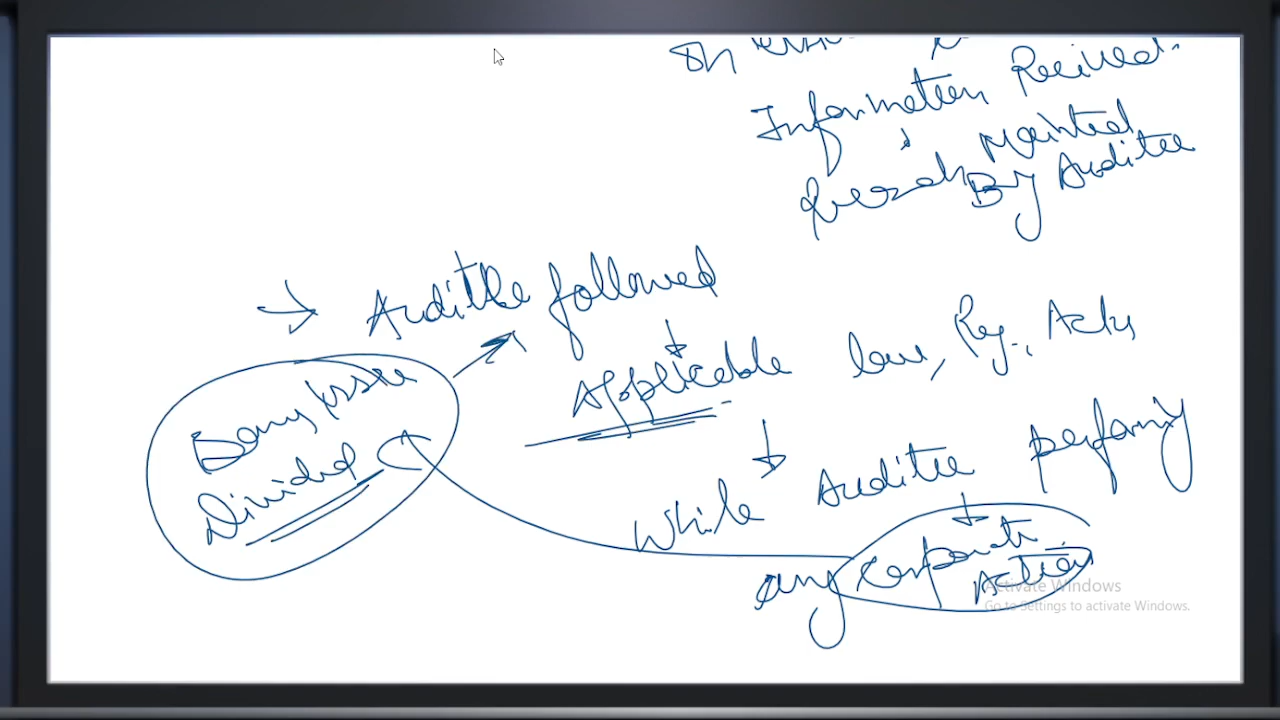 Information Received
Records Maintained
By Auditee
→ Auditee followed
Applicable law, Reg., Acts
Bonus Issue
Dividend
While Auditee performing
any corporate
Action
Activate Windows
Go to Settings to activate Windows.